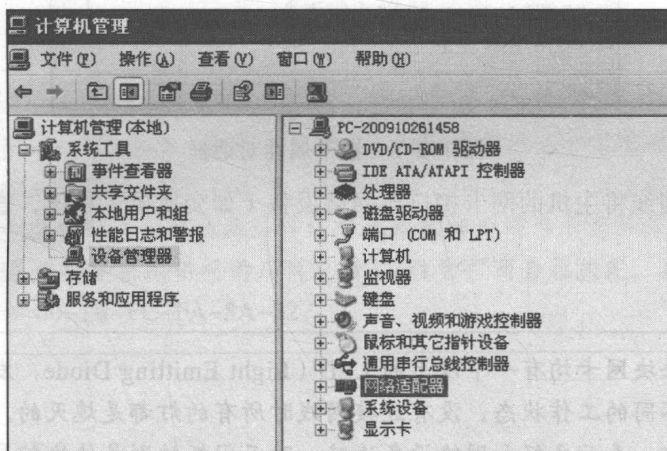 计算机管理
文件(F) 操作(A) 查看(V) 窗口(W) 帮助(H)
计算机管理(本地)
系统工具
事件查看器
共享文件夹
本地用户和组
性能日志和警报
设备管理器
存储
服务和应用程序
PC-200910261458
DVD/CD-ROM 驱动器
IDE ATA/ATAPI 控制器
处理器
磁盘驱动器
端口 (COM 和 LPT)
计算机
监视器
键盘
声音、视频和游戏控制器
鼠标和其它指针设备
通用串行总线控制器
网络适配器
系统设备
显示卡